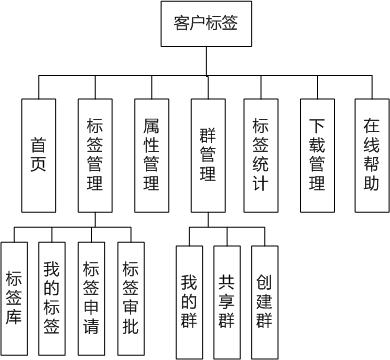 客户标签
首页
标签管理
属性管理
群管理
标签统计
下载管理
在线帮助
标签库
我的标签
标签申请
标签审批
我的群
共享群
创建群